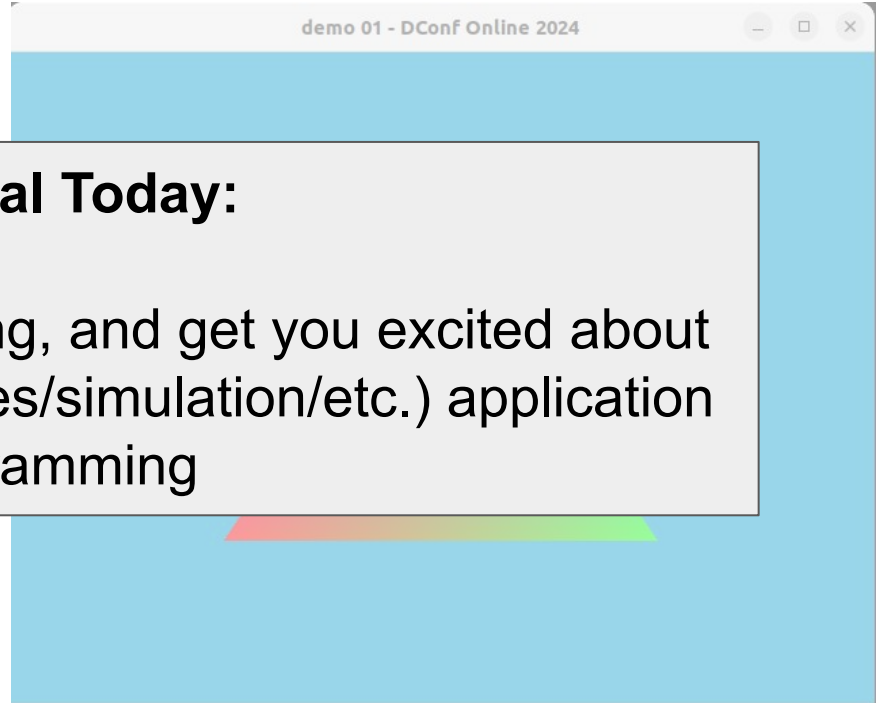 demo 01 - DConf Online 2024
al Today:
ng, and get you excited about
es/simulation/etc.) application
amming